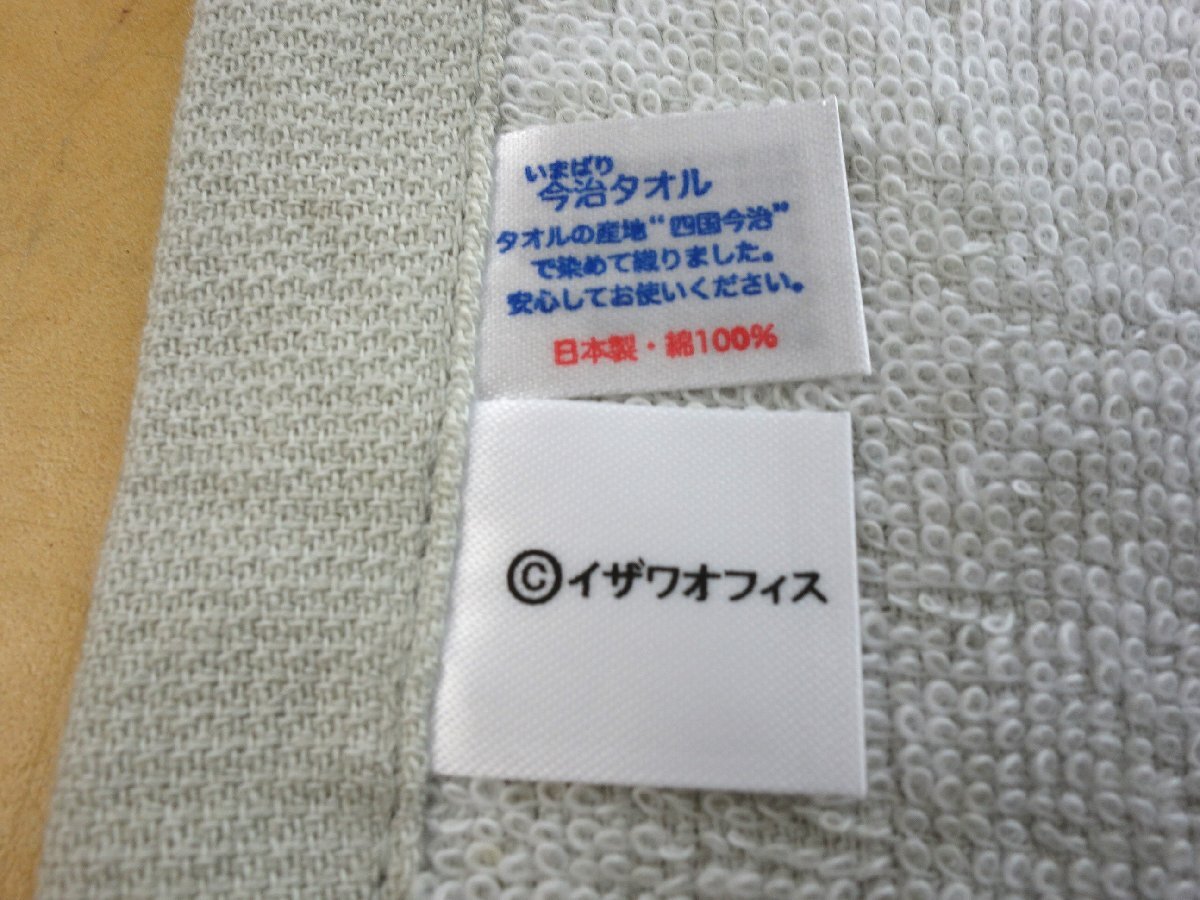 いまばり
今治タオル
タオルの産地“四国今治”
で染めて織りました。
安心してお使いください。
日本製・綿100%
©イザワオフィス